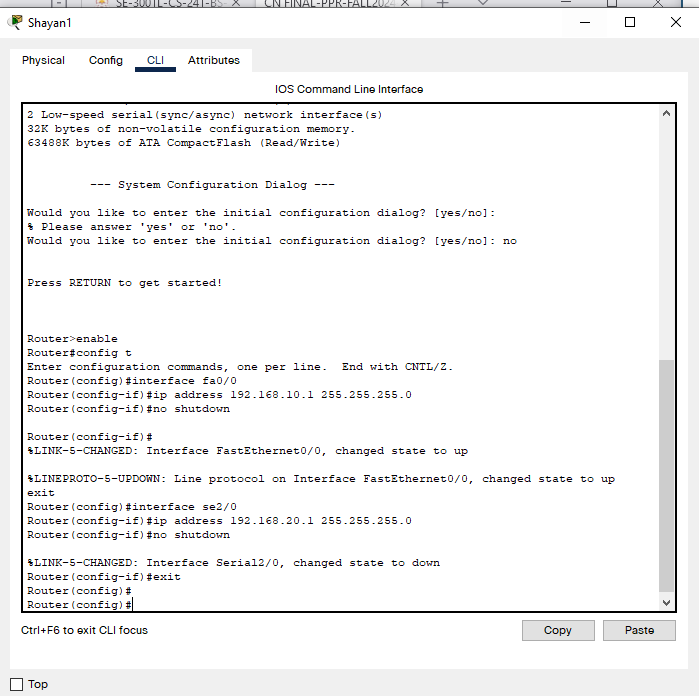 SE-300TL-CS-241-BS-
CN FINAL-PPR-FALL2024
Shayan1
Physical Config CLI Attributes
IOS Command Line Interface
2 Low-speed serial(sync/async) network interface(s)
32K bytes of non-volatile configuration memory.
63488K bytes of ATA CompactFlash (Read/Write)
--- System Configuration Dialog ---
Would you like to enter the initial configuration dialog? [yes/no]:
% Please answer 'yes' or 'no'.
Would you like to enter the initial configuration dialog? [yes/no]: no
Press RETURN to get started!
Router>enable
Router#config t
Enter configuration commands, one per line.  End with CNTL/Z.
Router(config)#interface fa0/0
Router(config-if)#ip address 192.168.10.1 255.255.255.0
Router(config-if)#no shutdown
Router(config-if)#
%LINK-5-CHANGED: Interface FastEthernet0/0, changed state to up
%LINEPROTO-5-UPDOWN: Line protocol on Interface FastEthernet0/0, changed state to up
exit
Router(config)#interface se2/0
Router(config-if)#ip address 192.168.20.1 255.255.255.0
Router(config-if)#no shutdown
%LINK-5-CHANGED: Interface Serial2/0, changed state to down
Router(config-if)#exit
Router(config)#
Router(config)#
Ctrl+F6 to exit CLI focus
Copy Paste
Top